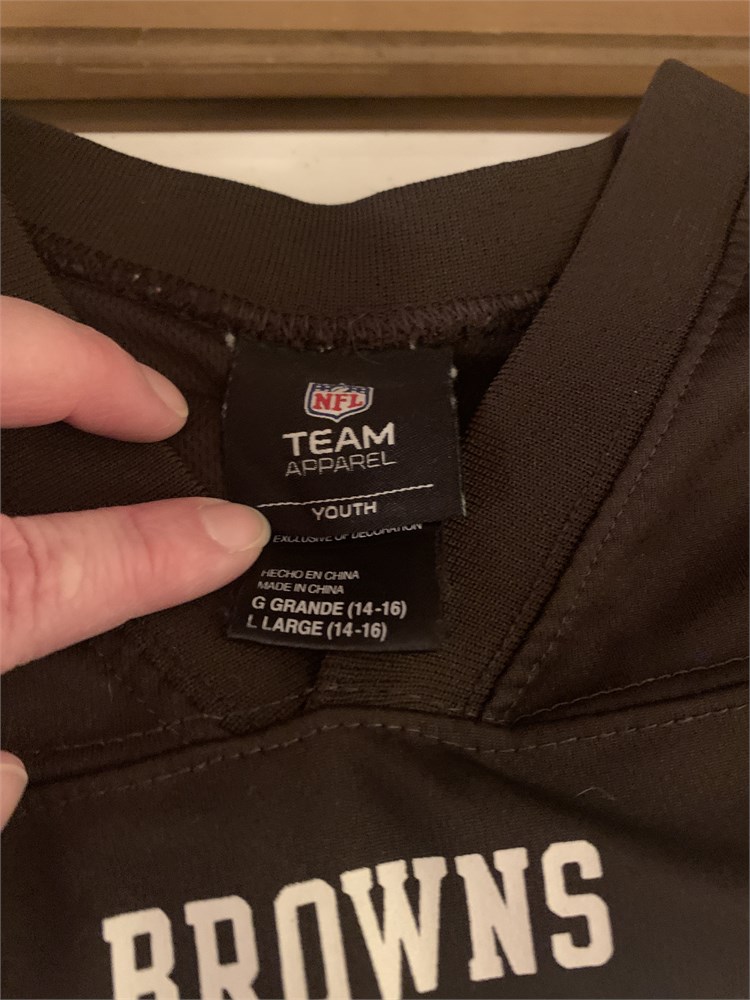 NFL
TEAM
APPAREL
YOUTH
EXCLUSIVE OF DECORATION
HECHO EN CHINA
MADE IN CHINA
G GRANDE (14-16)
L LARGE (14-16)
BROWNS